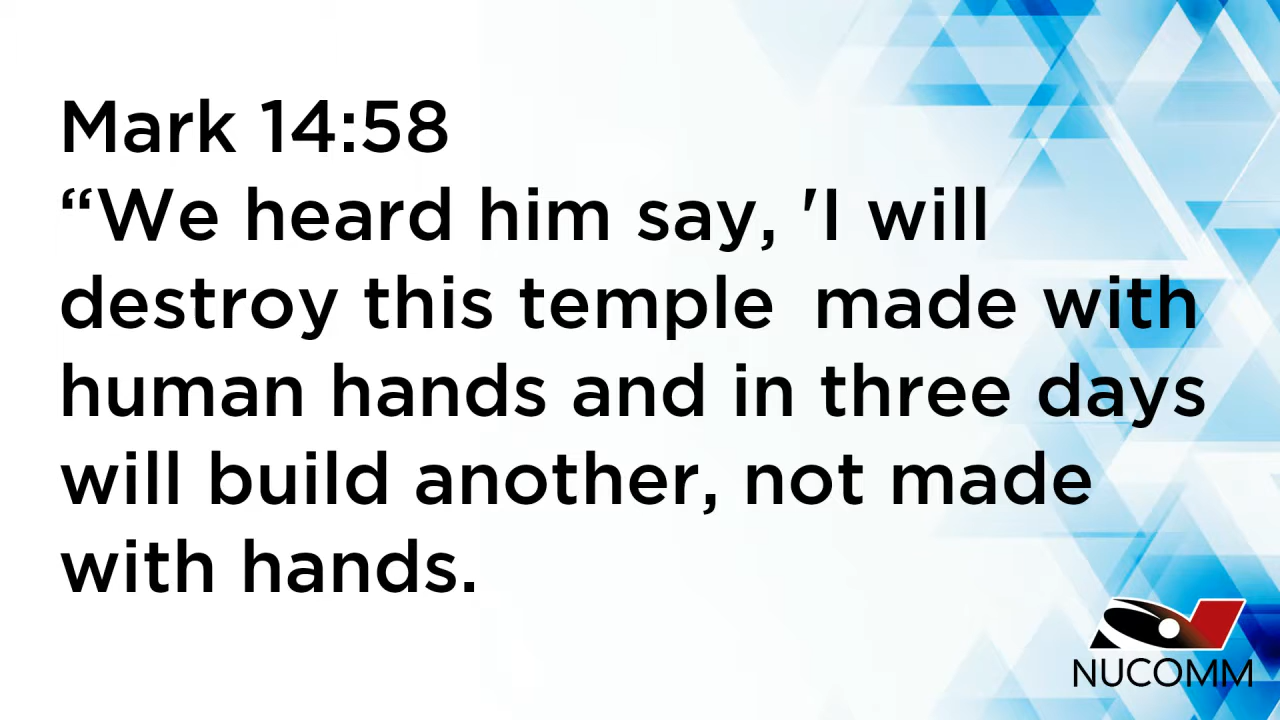 Mark 14:58
“We heard him say, 'I will
destroy this temple  made with
human hands and in three days
will build another, not made
with hands.
NUCOMM